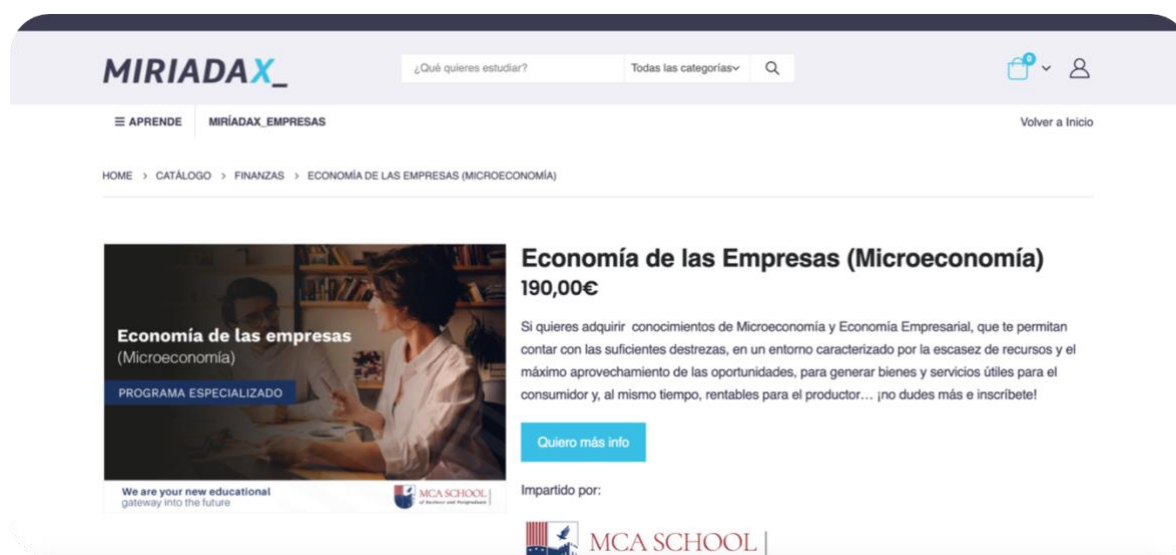 MIRIADAX_
¿Qué quieres estudiar?
Todas las categorías
0
APRENDE
MIRÍADAX_EMPRESAS
Volver a Inicio
HOME > CATÁLOGO > FINANZAS > ECONOMÍA DE LAS EMPRESAS (MICROECONOMÍA)
Economía de las empresas
(Microeconomía)
PROGRAMA ESPECIALIZADO
We are your new educational
gateway into the future
MCA SCHOOL
of Business and Postgraduate
Economía de las Empresas (Microeconomía)
190,00€
Si quieres adquirir conocimientos de Microeconomía y Economía Empresarial, que te permitan
contar con las suficientes destrezas, en un entorno caracterizado por la escasez de recursos y el
máximo aprovechamiento de las oportunidades, para generar bienes y servicios útiles para el
consumidor y, al mismo tiempo, rentables para el productor… ¡no dudes más e inscríbete!
Quiero más info
Impartido por:
MCA SCHOOL